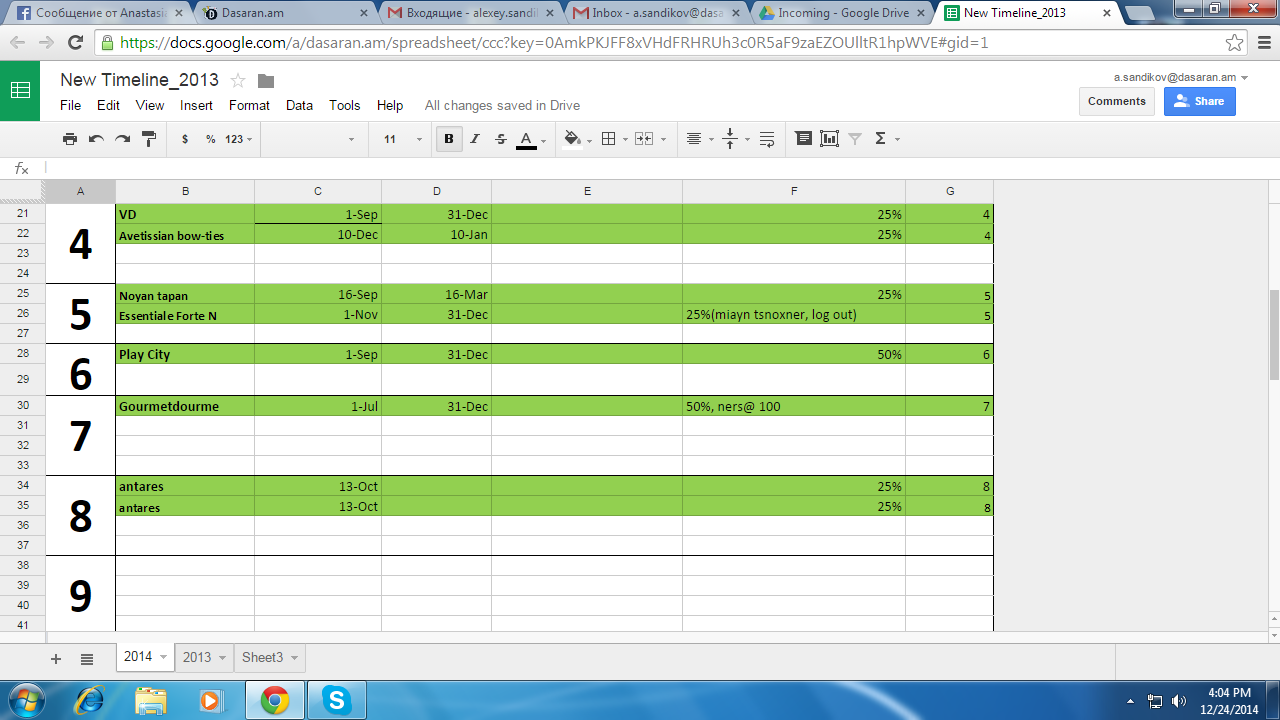 Сообщение от Anastasia
Dasaran.am
Входящие - alexey.sandi
Inbox - a.sandikov@dasa
Incoming - Google Drive
New Timeline_2013
https://docs.google.com/a/dasaran.am/spreadsheet/ccc?key=0AmkPKJFF8xVHdFRHRUh3c0R5aF9zaEZOUlltR1hpWVE#gid=1
New Timeline_2013
a.sandikov@dasaran.am
File Edit View Insert Format Data Tools Help All changes saved in Drive
Comments Share
$ % 123 11 B I S A Σ
fx
A B C D E F G
21 4 VD 1-Sep 31-Dec 25% 4
22 Avetissian bow-ties 10-Dec 10-Jan 25% 4
23
24
25 5 Noyan tapan 16-Sep 16-Mar 25% 5
26 Essentiale Forte N 1-Nov 31-Dec 25%(miayn tsnoxner, log out) 5
27
28 6 Play City 1-Sep 31-Dec 50% 6
29
30 7 Gourmetdourme 1-Jul 31-Dec 50%, ners@ 100 7
31
32
33
34 8 antares 13-Oct 25% 8
35 antares 13-Oct 25% 8
36
37
38 9
39
40
41
+ 2014 2013 Sheet3
4:04 PM
12/24/2014